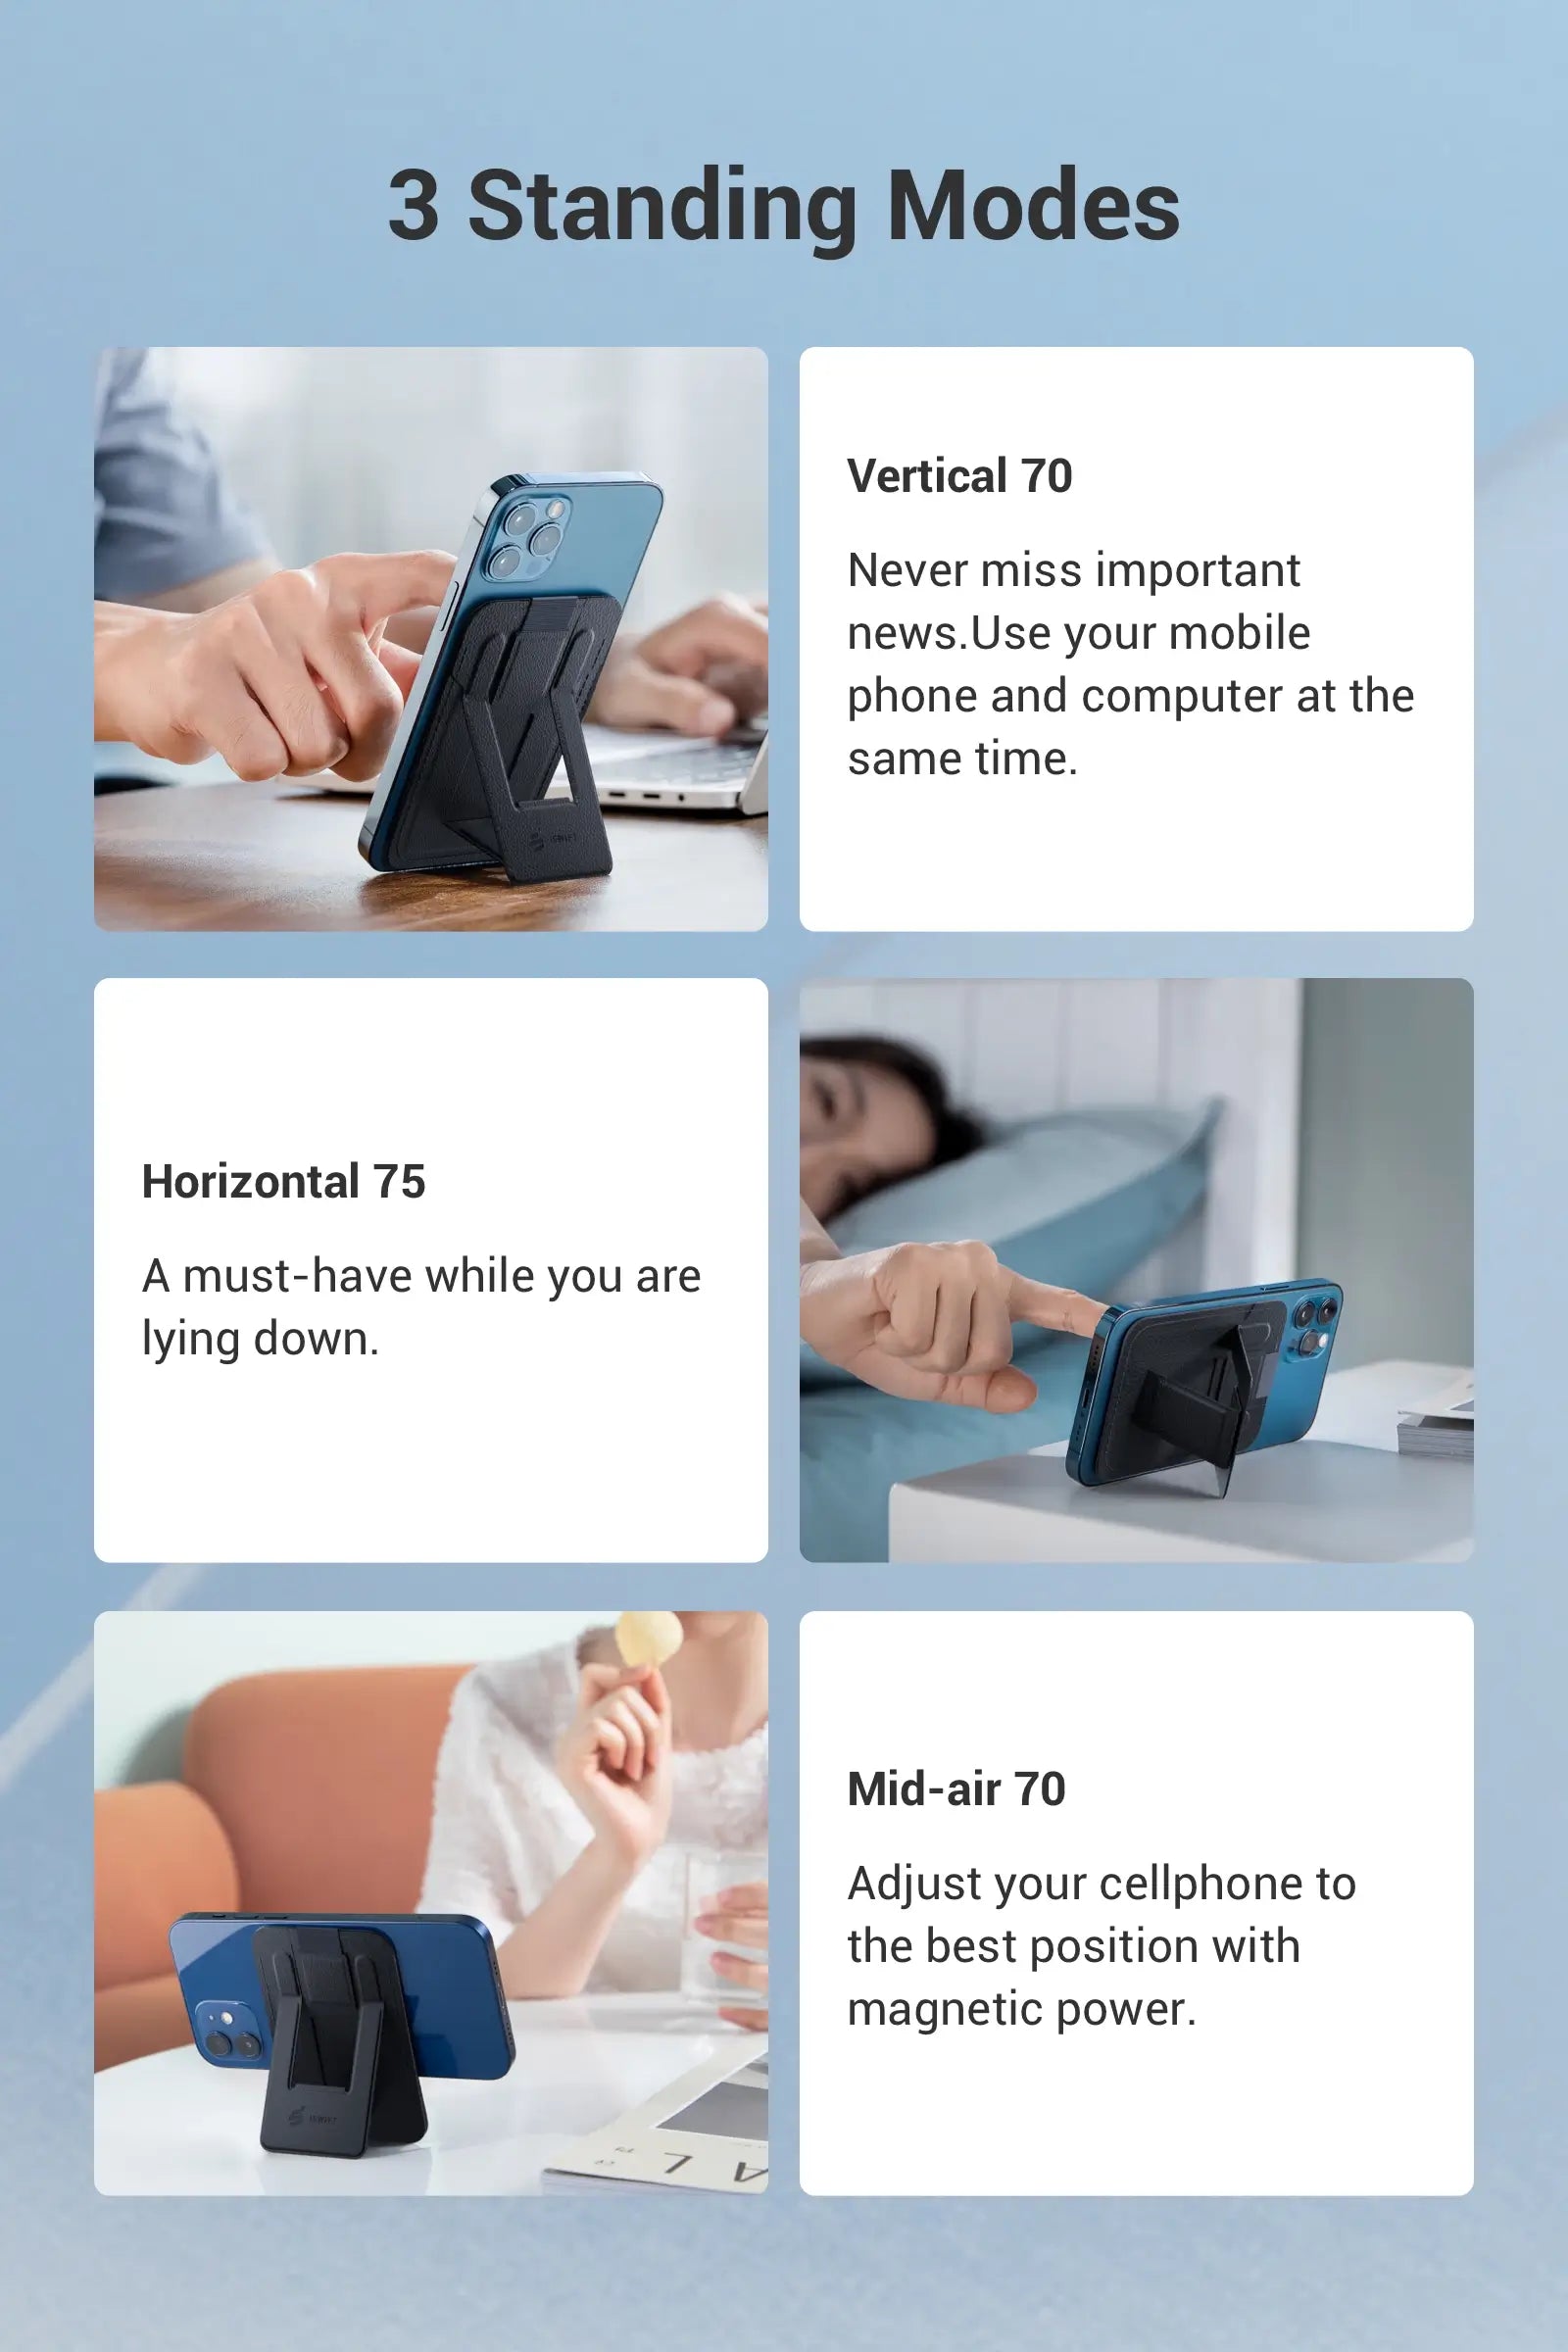 3 Standing Modes
Vertical 70
Never miss important
news.Use your mobile
phone and computer at the
same time.
Horizontal 75
A must-have while you are
lying down.
Mid-air 70
Adjust your cellphone to
the best position with
magnetic power.